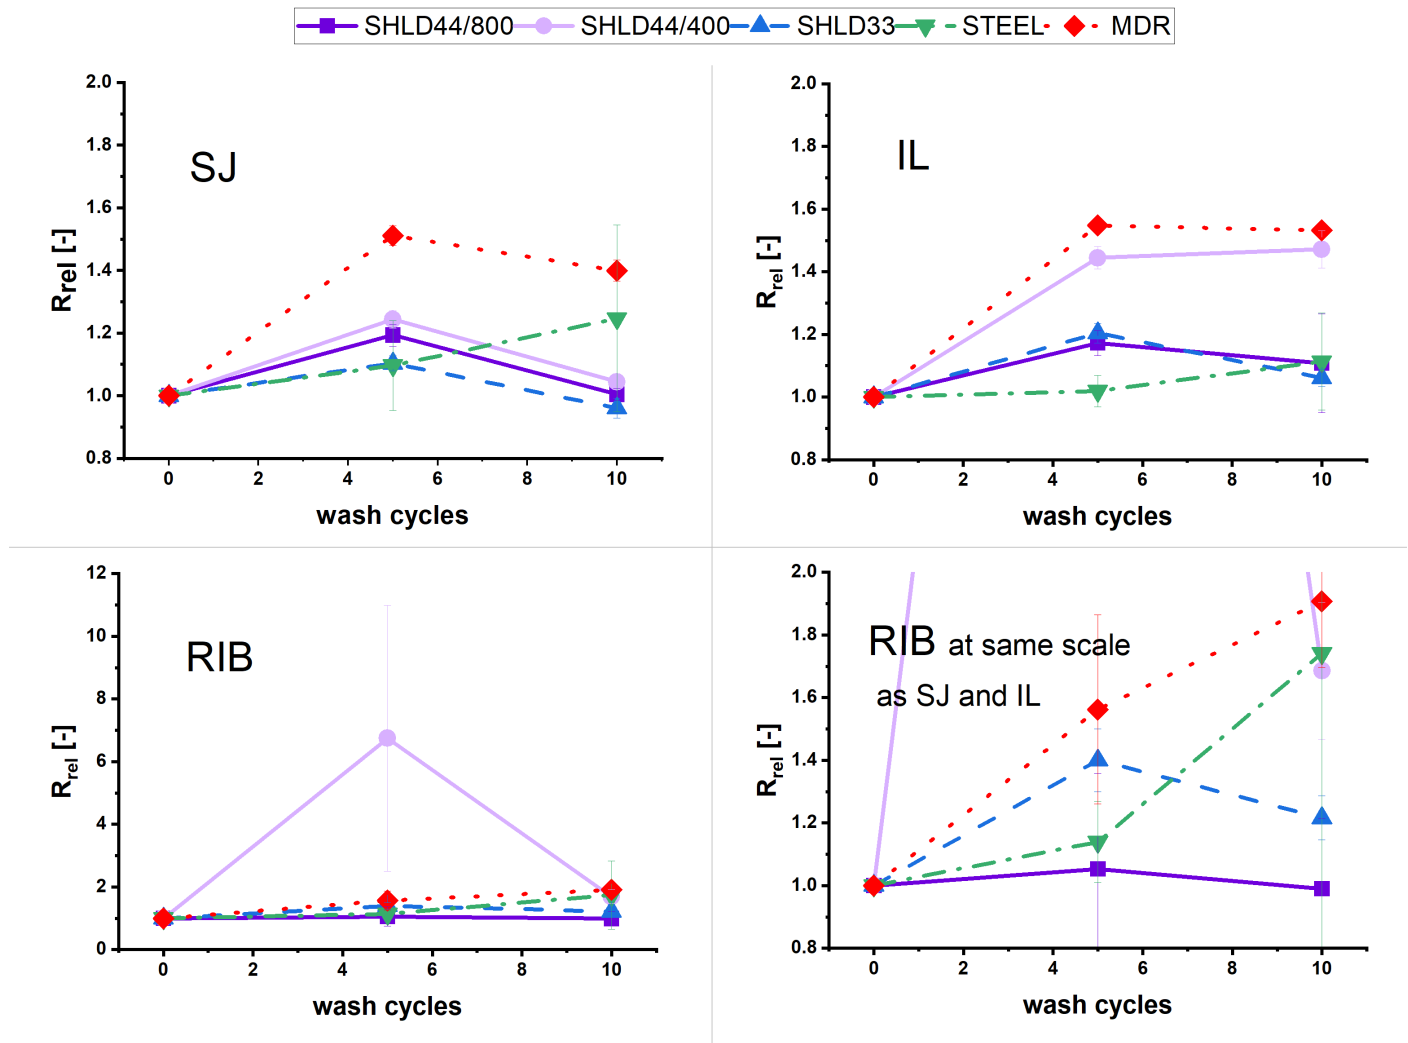 SHLD44/800 SHLD44/400 SHLD33 STEEL MDR
2.0
1.8
1.6
1.4
1.2
1.0
0.8
Rrel [-]
SJ
0 2 4 6 8 10
wash cycles
2.0
1.8
1.6
1.4
1.2
1.0
0.8
Rrel [-]
IL
0 2 4 6 8 10
wash cycles
12
10
8
6
4
2
0
Rrel [-]
RIB
0 2 4 6 8 10
wash cycles
2.0
1.8
1.6
1.4
1.2
1.0
0.8
Rrel [-]
RIB at same scale
as SJ and IL
0 2 4 6 8 10
wash cycles